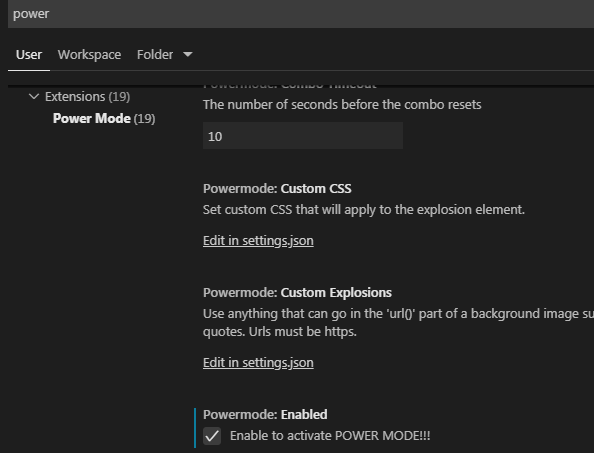 power
User Workspace Folder
Extensions (19)
Power Mode (19)
Powermode: Combo Timeout
The number of seconds before the combo resets
10
Powermode: Custom CSS
Set custom CSS that will apply to the explosion element.
Edit in settings.json
Powermode: Custom Explosions
Use anything that can go in the 'url()' part of a background image su
quotes. Urls must be https.
Edit in settings.json
Powermode: Enabled
Enable to activate POWER MODE!!!